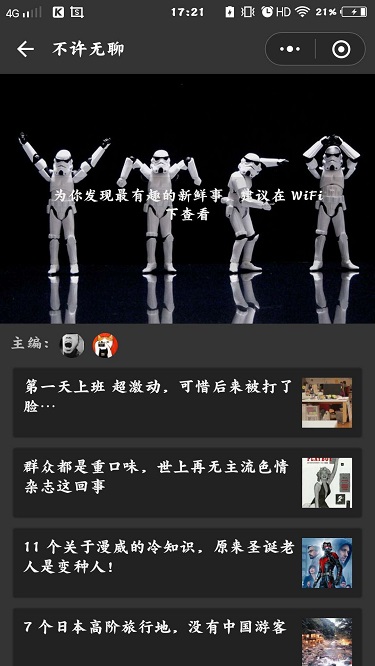 4G 17:21 HD 21%
不许无聊
为你发现最有趣的新鲜事，建议在 WiFi
下查看
主编：
第一天上班 超激动，可惜后来被打了
脸…
群众都是重口味，世上再无主流色情
杂志这回事
11 个关于漫威的冷知识，原来圣诞老
人是变种人！
7 个日本高阶旅行地，没有中国游客